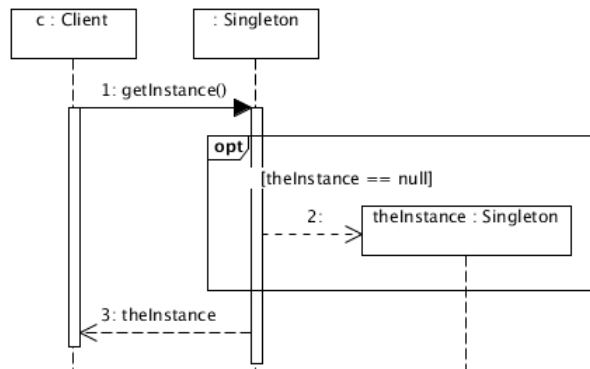 c : Client
: Singleton
1: getInstance()
opt
[theInstance == null]
2:
theInstance : Singleton
3: theInstance